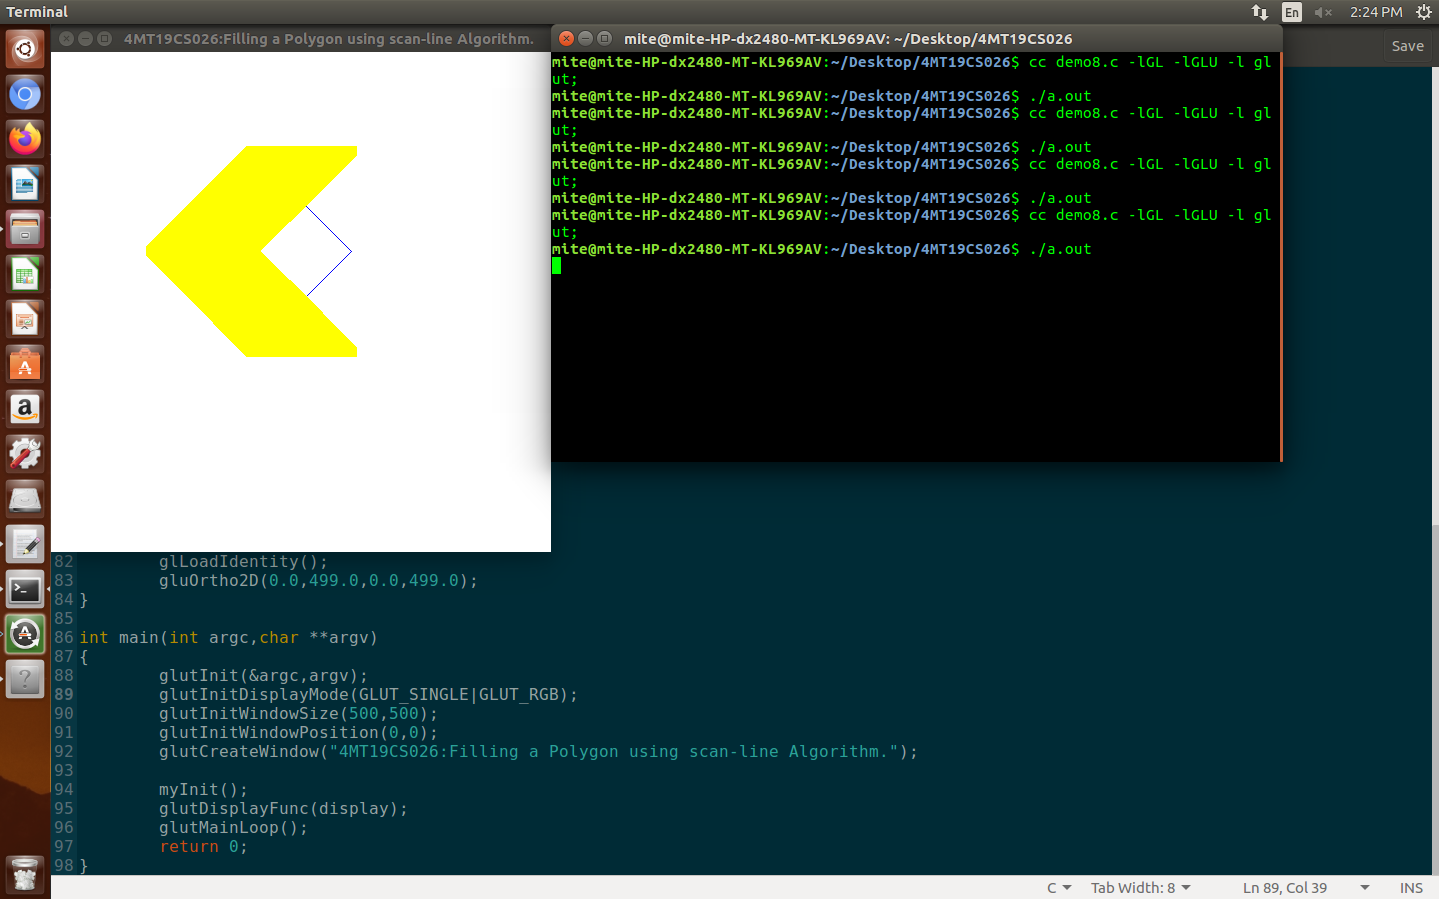 Terminal
En
2:24 PM
4MT19CS026:Filling a Polygon using scan-line Algorithm.
mite@mite-HP-dx2480-MT-KL969AV: ~/Desktop/4MT19CS026
Save
mite@mite-HP-dx2480-MT-KL969AV:~/Desktop/4MT19CS026$ cc demo8.c -lGL -lGLU -l gl
ut;
mite@mite-HP-dx2480-MT-KL969AV:~/Desktop/4MT19CS026$ ./a.out
mite@mite-HP-dx2480-MT-KL969AV:~/Desktop/4MT19CS026$ cc demo8.c -lGL -lGLU -l gl
ut;
mite@mite-HP-dx2480-MT-KL969AV:~/Desktop/4MT19CS026$ ./a.out
mite@mite-HP-dx2480-MT-KL969AV:~/Desktop/4MT19CS026$ cc demo8.c -lGL -lGLU -l gl
ut;
mite@mite-HP-dx2480-MT-KL969AV:~/Desktop/4MT19CS026$ ./a.out
mite@mite-HP-dx2480-MT-KL969AV:~/Desktop/4MT19CS026$ cc demo8.c -lGL -lGLU -l gl
ut;
mite@mite-HP-dx2480-MT-KL969AV:~/Desktop/4MT19CS026$ ./a.out
82 glLoadIdentity();
83 gluOrtho2D(0.0,499.0,0.0,499.0);
84 }
85
86 int main(int argc,char **argv)
87 {
88 glutInit(&argc,argv);
89 glutInitDisplayMode(GLUT_SINGLE|GLUT_RGB);
90 glutInitWindowSize(500,500);
91 glutInitWindowPosition(0,0);
92 glutCreateWindow("4MT19CS026:Filling a Polygon using scan-line Algorithm.");
93
94 myInit();
95 glutDisplayFunc(display);
96 glutMainLoop();
97 return 0;
98 }
C
Tab Width: 8
Ln 89, Col 39
INS